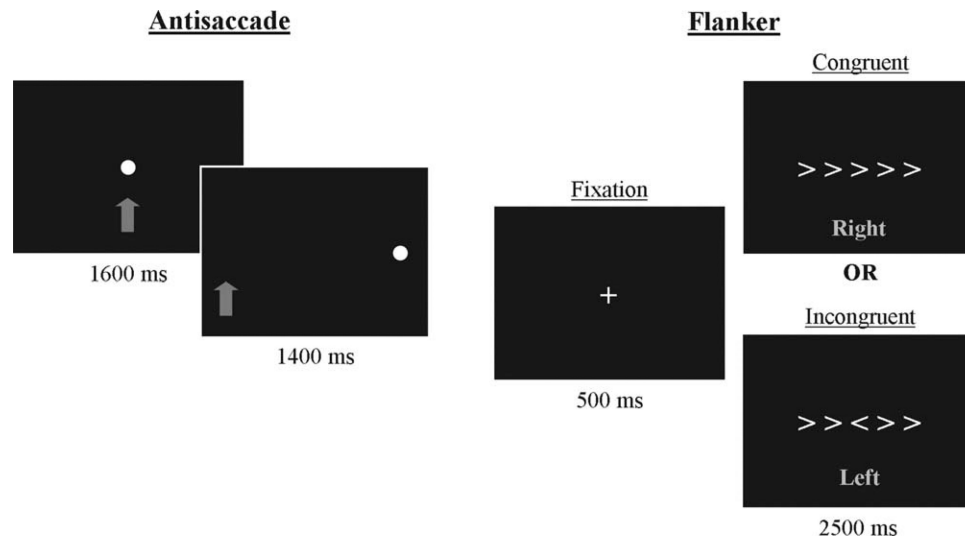 Antisaccade
1600 ms
1400 ms
Flanker
Fixation
+
500 ms
Congruent
> > > > >
Right
OR
Incongruent
> > < > >
Left
2500 ms